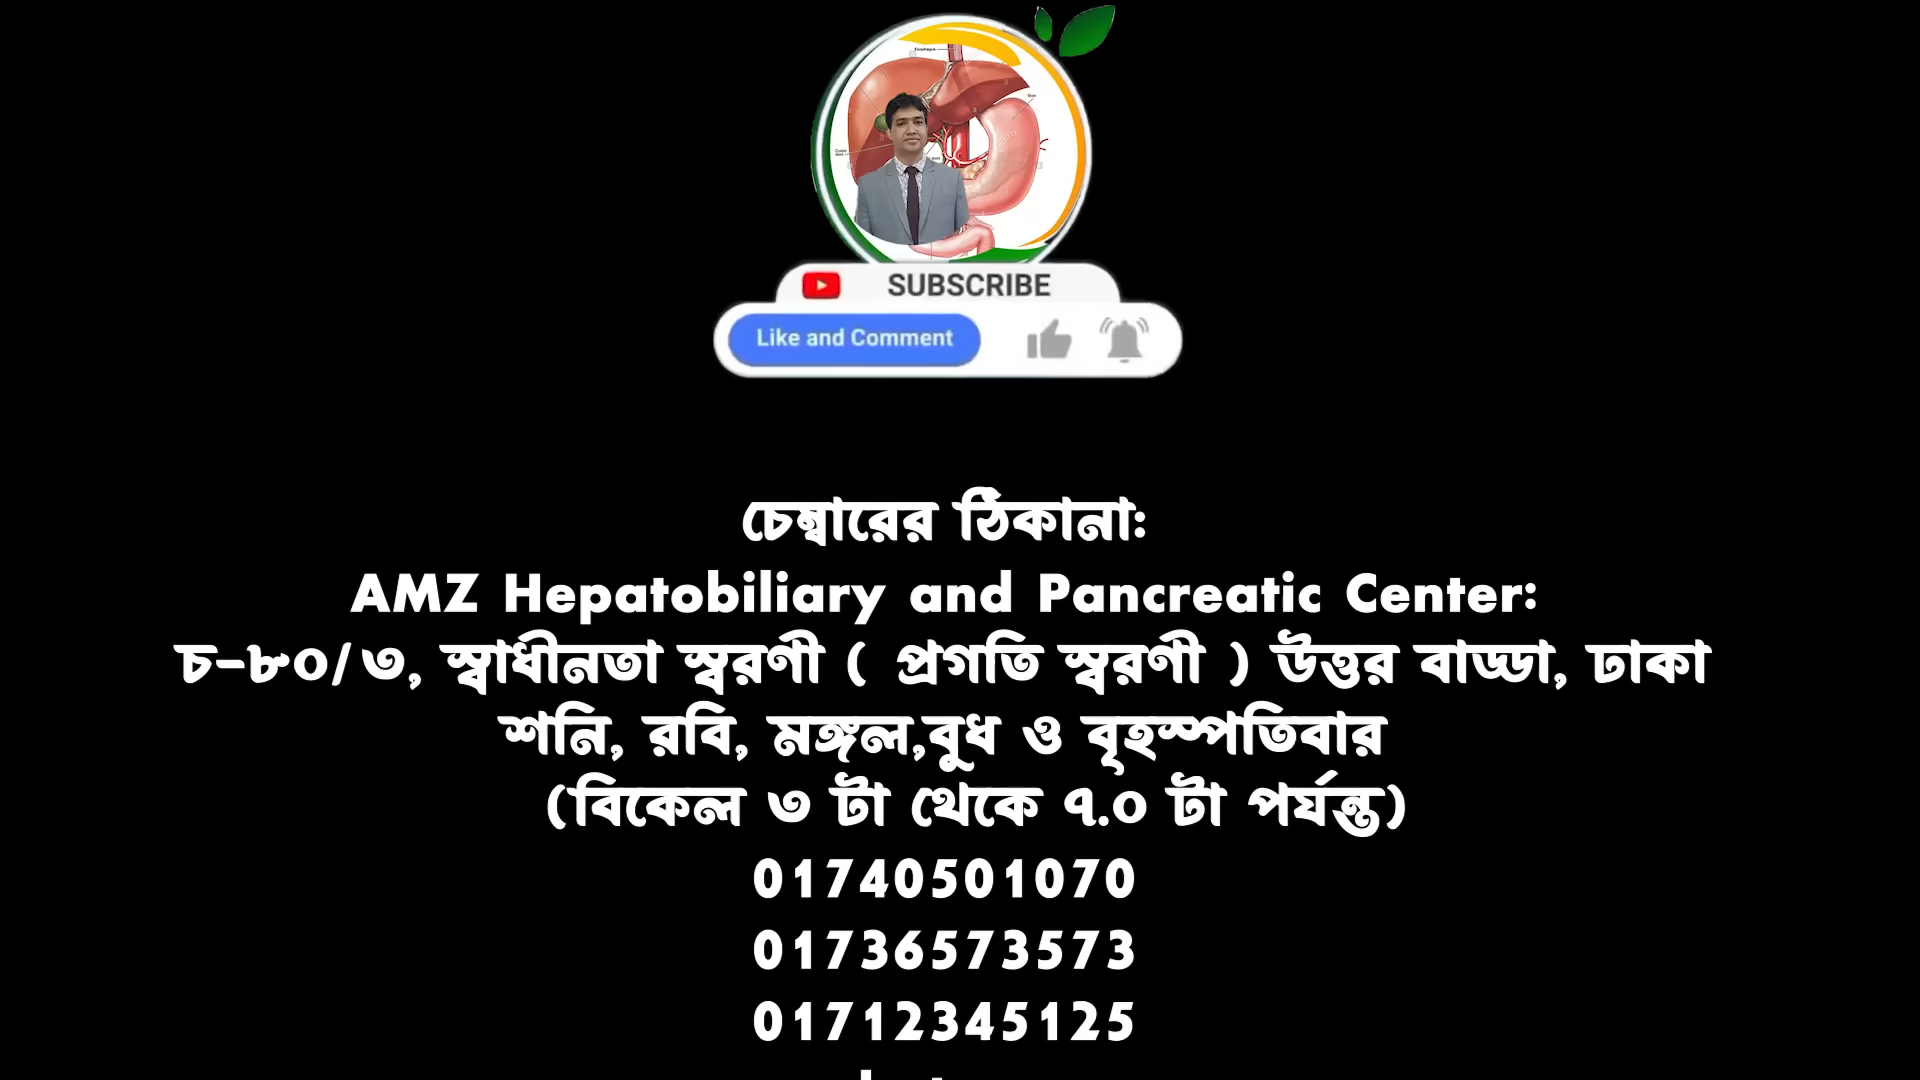 Esophagus
SUBSCRIBE
Like and Comment
চেম্বারের ঠিকানাঃ
AMZ Hepatobiliary and Pancreatic Center:
চ-৮০/৩, স্বাধীনতা স্বরণী ( প্রগতি স্বরণী ) উত্তর বাড্ডা, ঢাকা
শনি, রবি, মঙ্গল,বুধ ও বৃহস্পতিবার
(বিকেল ৩ টা থেকে ৭.০ টা পর্যন্ত)
01740501070
01736573573
01712345125